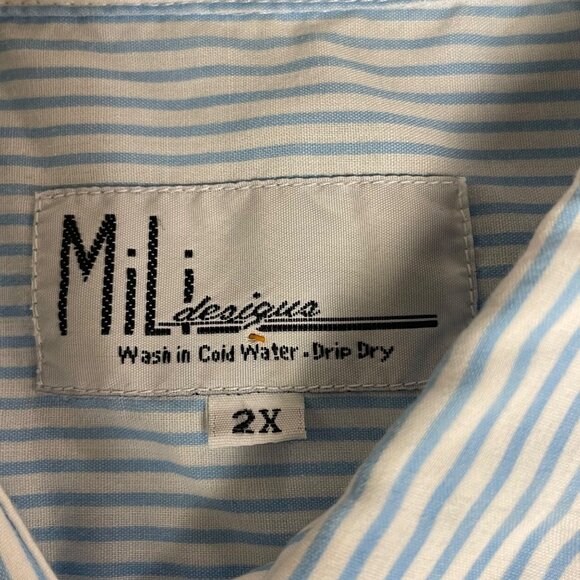 MiLi designs
Wash in Cold Water - Drip Dry
2X